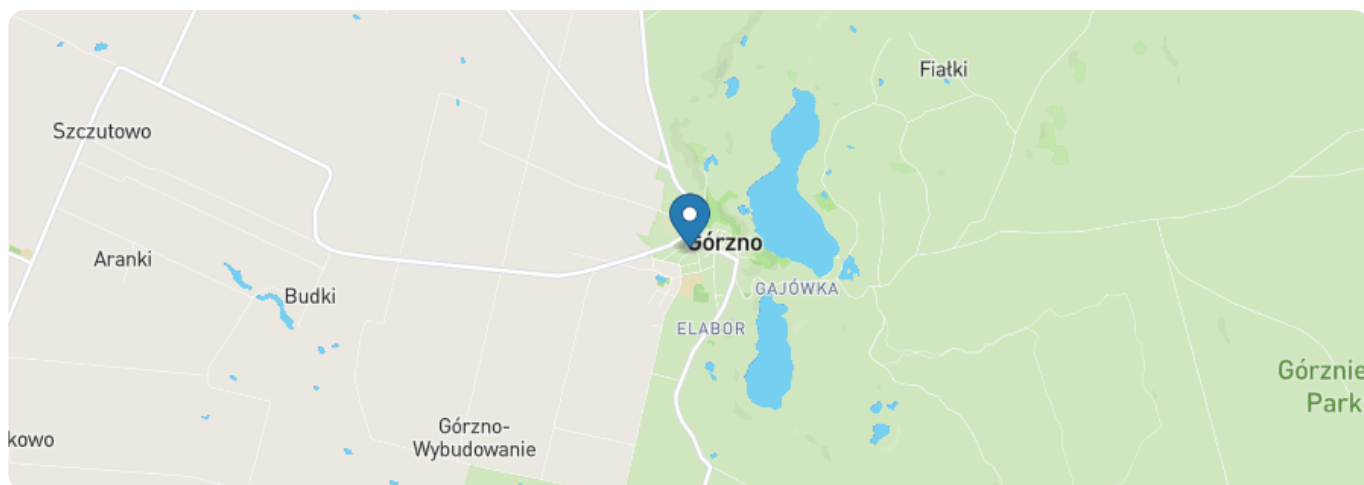 Fiałki
Szczutowo
Górzno
Aranki
GAJÓWKA
Budki
ELABOR
Górznie
Park
Górzno-
Wybudowanie
kowo